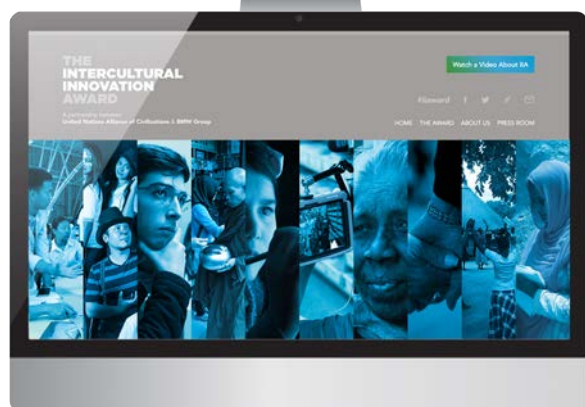 THE
INTERCULTURAL
INNOVATION
AWARD
A partnership between
United Nations Alliance of Civilizations & BMW Group
Watch a Video About IIA
#iiaward
HOME THE AWARD ABOUT US PRESS ROOM